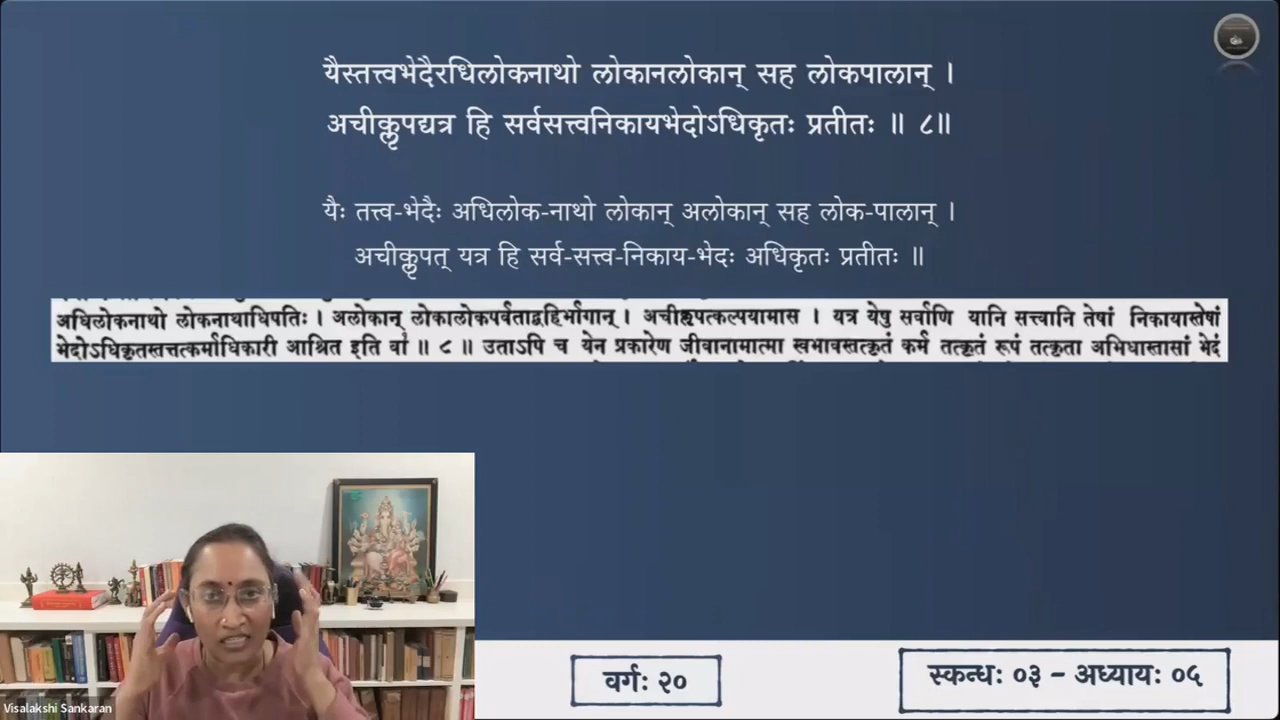 यैस्तत्त्वभेदैरधिलोकनाथो लोकानलोकान् सह लोकपालान् ।
अचीकॢपद्यत्र हि सर्वसत्त्वनिकायभेदोऽधिकृतः प्रतीतः ॥ ८॥
यैः तत्त्व-भेदैः अधिलोक-नाथो लोकान् अलोकान् सह लोक-पालान् ।
अचीकॢपत् यत्र हि सर्व-सत्त्व-निकाय-भेदः अधिकृतः प्रतीतः ॥
अधिलोकनाथो लोकनाथाधिपतिः । अलोकान् लोकालोकपर्वताद्वहिर्भागान् । अचीकॢपत्कल्पयामास । यत्र येषु सर्वाणि यानि सत्त्वानि तेषां निकायास्तेषां
भेदोऽधिकृतस्तत्तत्कर्माधिकारी आश्रित इति वा ॥ ८ ॥ उताऽपि च येन प्रकारेण जीवानामात्मा स्वभावस्तत्कृतं कर्म तत्कृतं रूपं तत्कृता अभिधास्तासां भेदं
Visalakshi Sankaran
वर्गः २०
स्कन्धः ०३ – अध्यायः ०५